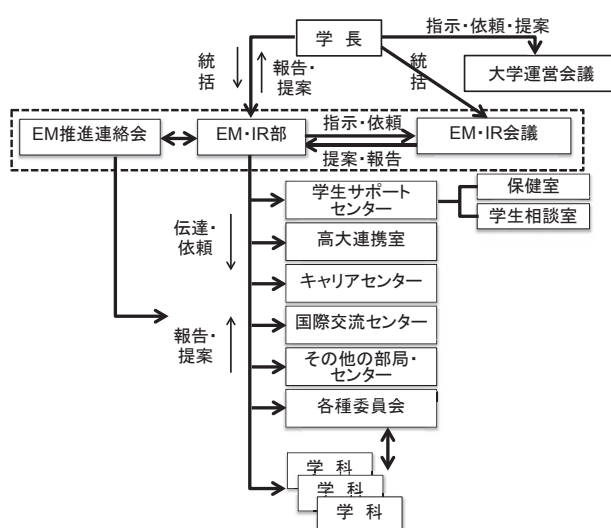 学 長
指示・依頼・提案
大学運営会議
統括
報告・
提案
統括
EM推進連絡会
EM・IR部
指示・依頼
提案・報告
EM・IR会議
学生サポート
センター
保健室
学生相談室
伝達・
依頼
高大連携室
キャリアセンター
報告・
提案
国際交流センター
その他の部局・
センター
各種委員会
学 科
学 科
学 科